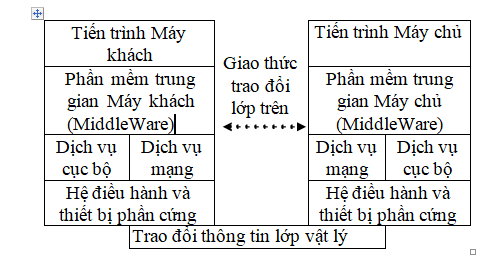 Tiến trình Máy
khách
Phần mềm trung
gian Máy khách
(MiddleWare)
Dịch vụ
cục bộ
Dịch vụ
mạng
Hệ điều hành và
thiết bị phần cứng
Giao thức
trao đổi
lớp trên
Tiến trình Máy chủ
Phần mềm trung
gian Máy chủ
(MiddleWare)
Dịch vụ
mạng
Dịch vụ
cục bộ
Hệ điều hành và
thiết bị phần cứng
Trao đổi thông tin lớp vật lý